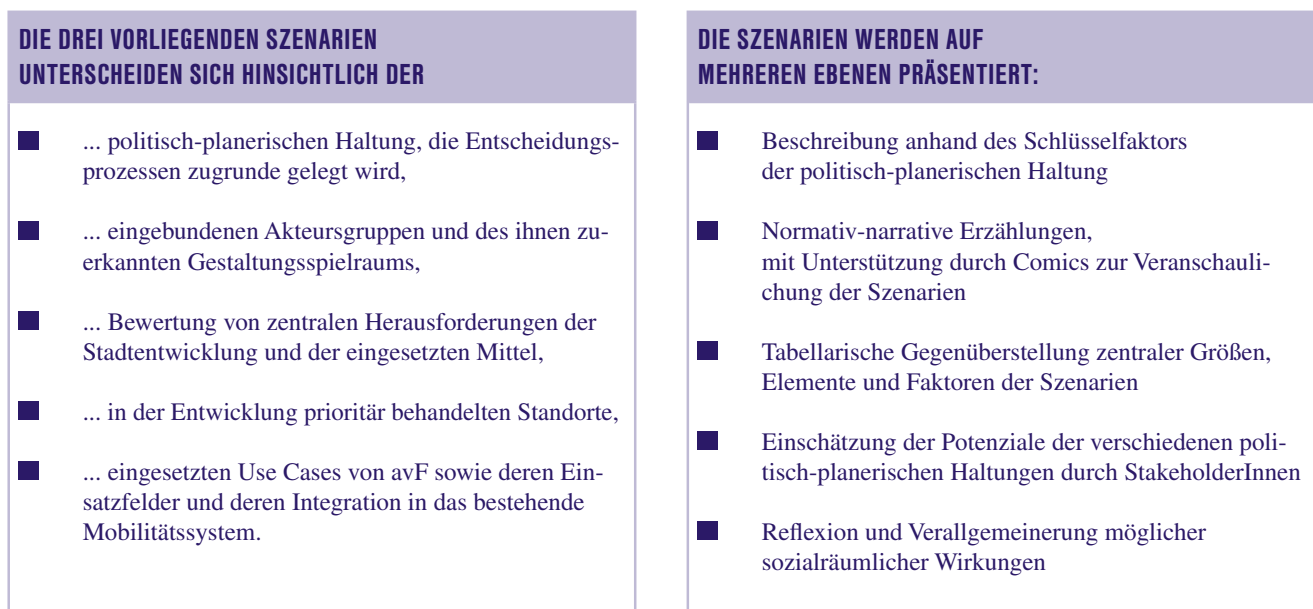 DIE DREI VORLIEGENDEN SZENARIEN
UNTERSCHEIDEN SICH HINSICHTLICH DER
... politisch-planerischen Haltung, die Entscheidungs-
prozessen zugrunde gelegt wird,
... eingebundenen Akteursgruppen und des ihnen zu-
erkannten Gestaltungsspielraums,
... Bewertung von zentralen Herausforderungen der
Stadtentwicklung und der eingesetzten Mittel,
... in der Entwicklung prioritär behandelten Standorte,
... eingesetzten Use Cases von avF sowie deren Ein-
satzfelder und deren Integration in das bestehende
Mobilitätssystem.
DIE SZENARIEN WERDEN AUF
MEHREREN EBENEN PRÄSENTIERT:
Beschreibung anhand des Schlüsselfaktors
der politisch-planerischen Haltung
Normativ-narrative Erzählungen,
mit Unterstützung durch Comics zur Veranschauli-
chung der Szenarien
Tabellarische Gegenüberstellung zentraler Größen,
Elemente und Faktoren der Szenarien
Einschätzung der Potenziale der verschiedenen poli-
tisch-planerischen Haltungen durch StakeholderInnen
Reflexion und Verallgemeinerung möglicher
sozialräumlicher Wirkungen